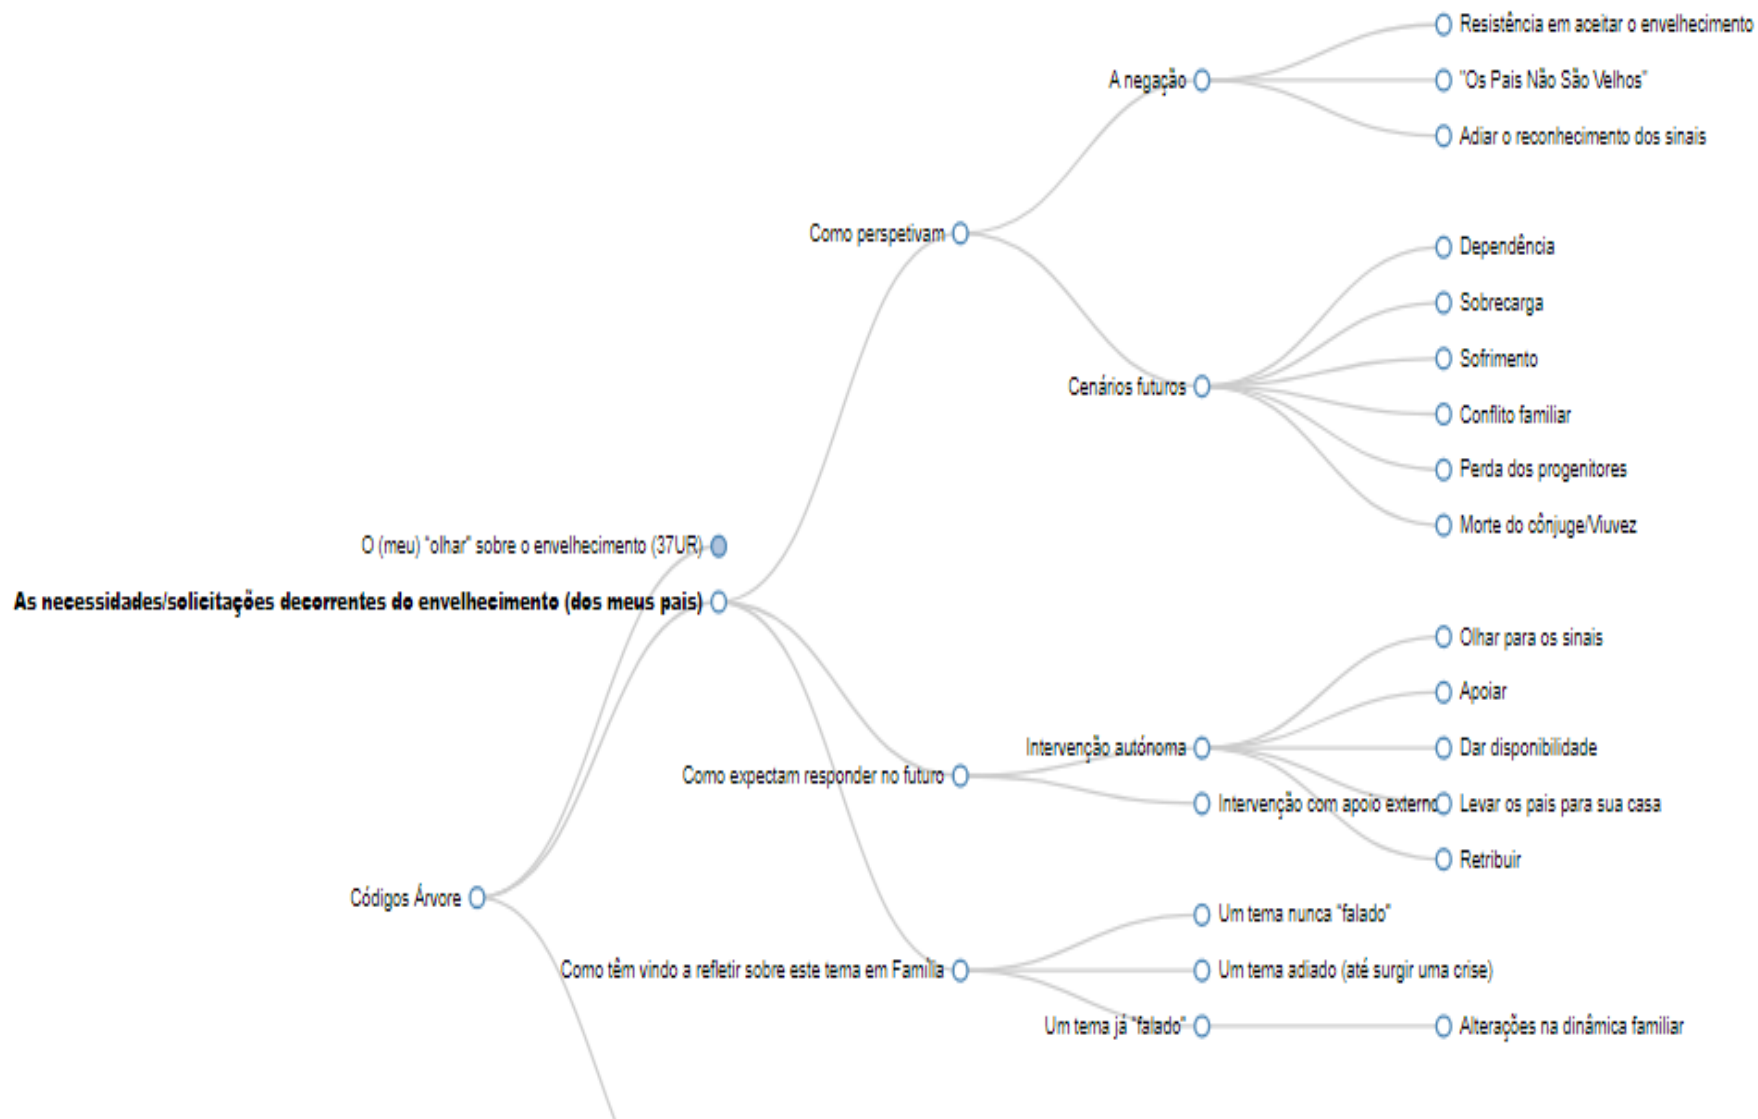 Resistência em aceitar o envelhecimento
A negação
"Os Pais Não São Velhos"
Adiar o reconhecimento dos sinais
Como perspetivam
Dependência
Sobrecarga
Sofrimento
Cenários futuros
Conflito familiar
Perda dos progenitores
Morte do cônjuge/Viuvez
O (meu) "olhar" sobre o envelhecimento (37UR)
As necessidades/solicitações decorrentes do envelhecimento (dos meus pais)
Olhar para os sinais
Apoiar
Intervenção autónoma
Dar disponibilidade
Como expectam responder no futuro
Intervenção com apoio externo
Levar os pais para sua casa
Retribuir
Códigos Árvore
Um tema nunca "falado"
Como têm vindo a refletir sobre este tema em Família
Um tema adiado (até surgir uma crise)
Um tema já "falado"
Alterações na dinâmica familiar